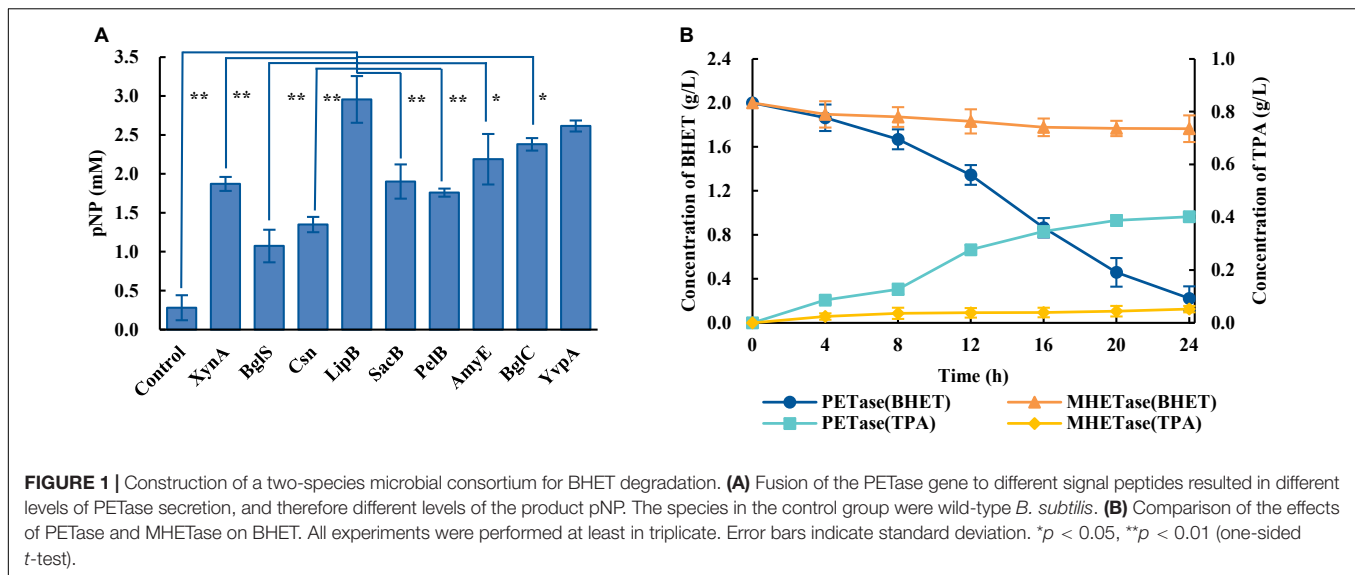 A
pNP (mM)
3.5
3.0
2.5
2.0
1.5
1.0
0.5
0.0
** ** ** ** ** ** * *
Control XynA BglS Csn LipB SacB PelB AmyE BglC YvpA
B
Concentration of BHET (g/L)
2.4
2.0
1.6
1.2
0.8
0.4
0.0
Concentration of TPA (g/L)
1.0
0.8
0.6
0.4
0.2
0.0
0 4 8 12 16 20 24
Time (h)
PETase(BHET) MHETase(BHET)
PETase(TPA) MHETase(TPA)
FIGURE 1 | Construction of a two-species microbial consortium for BHET degradation. (A) Fusion of the PETase gene to different signal peptides resulted in different
levels of PETase secretion, and therefore different levels of the product pNP. The species in the control group were wild-type B. subtilis. (B) Comparison of the effects
of PETase and MHETase on BHET. All experiments were performed at least in triplicate. Error bars indicate standard deviation. *p < 0.05, **p < 0.01 (one-sided
t-test).